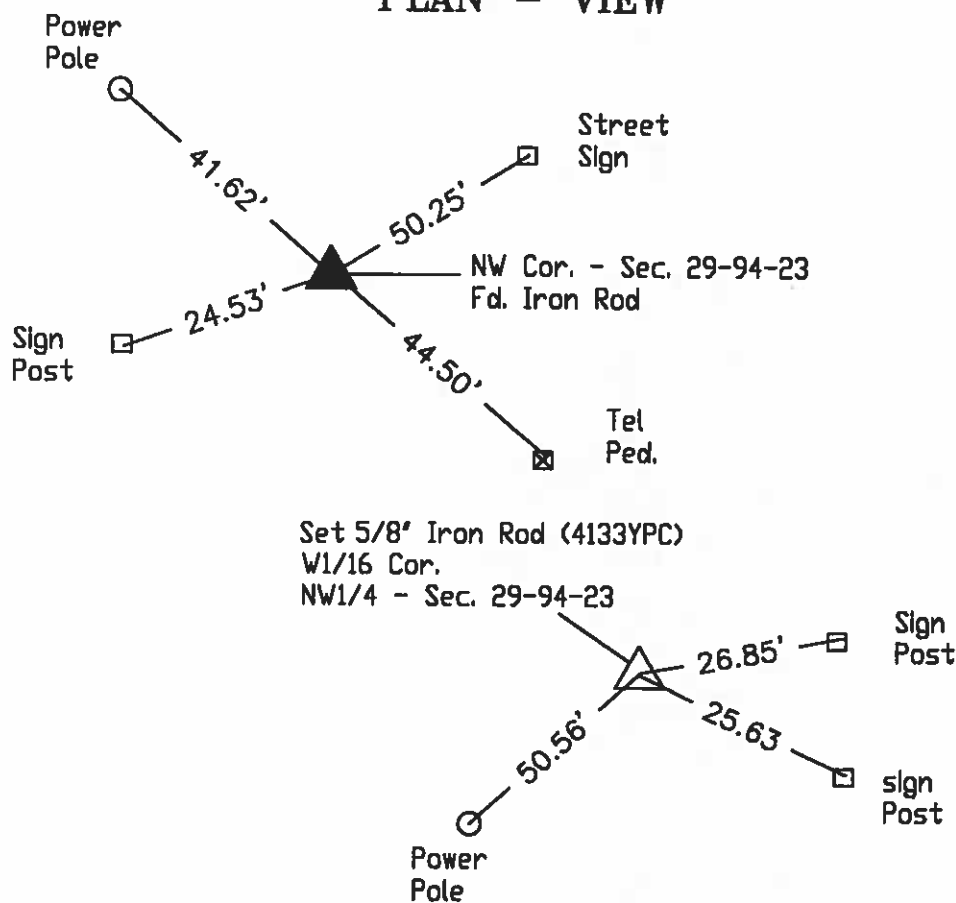 PLAN - VIEW
Power
Pole
Street
Sign
41.62'
50.25'
NW Cor. - Sec. 29-94-23
Fd. Iron Rod
24.53'
Sign
Post
44.50'
Tel
Ped.
Set 5/8" Iron Rod (4133YPC)
W1/16 Cor.
NW1/4 - Sec. 29-94-23
26.85'
Sign
Post
25.63
50.56'
sign
Post
Power
Pole